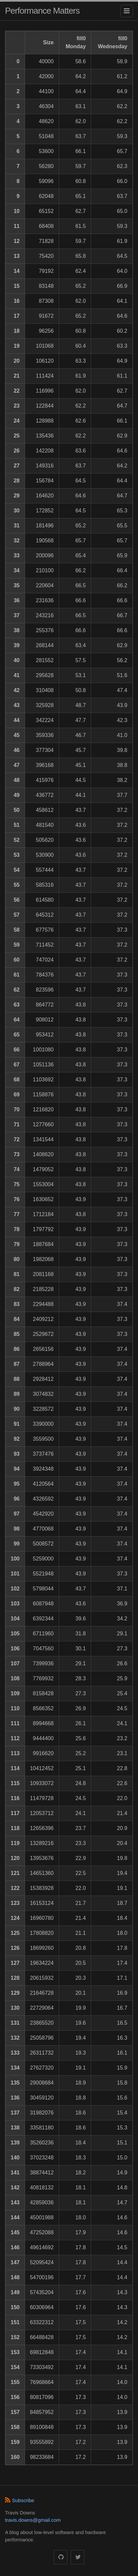 Performance Matters
Size fill0 Monday fill0 Wednesday
0 40000 58.6 58.9
1 42000 64.2 61.2
2 44100 64.4 64.9
3 46304 63.1 62.2
4 48620 62.0 62.2
5 51048 63.7 59.3
6 53600 66.1 65.7
7 56280 59.7 62.3
8 59096 60.8 66.0
9 62048 65.1 63.7
10 65152 62.7 65.0
11 68408 61.5 59.3
12 71828 59.7 61.9
13 75420 65.8 64.5
14 79192 62.4 64.0
15 83148 65.2 66.9
16 87308 62.0 64.1
17 91672 65.2 64.6
18 96256 60.8 60.2
19 101068 60.4 63.3
20 106120 63.3 64.9
21 111424 61.9 61.1
22 116996 62.0 62.7
23 122844 62.2 64.7
24 128988 62.6 66.1
25 135436 62.2 62.9
26 142208 63.6 64.6
27 149316 63.7 64.2
28 156784 64.5 64.4
29 164620 64.6 64.7
30 172852 64.5 65.3
31 181496 65.2 65.5
32 190568 65.7 65.7
33 200096 65.4 65.9
34 210100 66.2 66.4
35 220604 66.5 66.2
36 231636 66.6 66.6
37 243216 66.5 66.7
38 255376 66.6 66.6
39 268144 63.4 62.9
40 281552 57.5 56.2
41 295628 53.1 51.6
42 310408 50.8 47.4
43 325928 48.7 43.9
44 342224 47.7 42.3
45 359336 46.7 41.0
46 377304 45.7 39.8
47 396168 45.1 38.8
48 415976 44.5 38.2
49 436772 44.1 37.7
50 458612 43.7 37.2
51 481540 43.6 37.2
52 505620 43.6 37.2
53 530900 43.6 37.2
54 557444 43.7 37.2
55 585316 43.7 37.2
56 614580 43.7 37.2
57 645312 43.7 37.2
58 677576 43.7 37.3
59 711452 43.7 37.2
60 747024 43.7 37.2
61 784376 43.7 37.3
62 823596 43.7 37.3
63 864772 43.8 37.3
64 908012 43.8 37.3
65 953412 43.8 37.3
66 1001080 43.8 37.3
67 1051136 43.8 37.3
68 1103692 43.8 37.3
69 1158876 43.8 37.3
70 1216820 43.8 37.3
71 1277660 43.8 37.3
72 1341544 43.8 37.3
73 1408620 43.8 37.3
74 1479052 43.8 37.3
75 1553004 43.8 37.3
76 1630652 43.9 37.3
77 1712184 43.8 37.3
78 1797792 43.9 37.3
79 1887684 43.9 37.3
80 1982068 43.9 37.3
81 2081168 43.9 37.3
82 2185228 43.9 37.3
83 2294488 43.9 37.4
84 2409212 43.9 37.3
85 2529672 43.9 37.3
86 2656156 43.9 37.4
87 2788964 43.9 37.4
88 2928412 43.9 37.4
89 3074832 43.9 37.4
90 3228572 43.9 37.4
91 3390000 43.9 37.4
92 3559500 43.9 37.4
93 3737476 43.9 37.4
94 3924348 43.9 37.4
95 4120564 43.9 37.4
96 4326592 43.9 37.4
97 4542920 43.9 37.4
98 4770068 43.9 37.4
99 5008572 43.9 37.4
100 5259000 43.9 37.4
101 5521948 43.9 37.3
102 5798044 43.7 37.1
103 6087948 43.6 36.9
104 6392344 39.6 34.2
105 6711960 31.8 29.1
106 7047560 30.1 27.3
107 7399936 29.1 26.6
108 7769932 28.3 25.9
109 8158428 27.3 25.4
110 8566352 26.9 24.5
111 8994668 26.1 24.1
112 9444400 25.6 23.2
113 9916620 25.2 23.1
114 10412452 25.1 22.8
115 10933072 24.8 22.6
116 11479728 24.5 22.0
117 12053712 24.1 21.4
118 12656396 23.7 20.9
119 13289216 23.3 20.4
120 13953676 22.9 19.8
121 14651360 22.5 19.4
122 15383928 22.0 19.1
123 16153124 21.7 18.7
124 16960780 21.4 18.4
125 17808820 21.1 18.0
126 18699260 20.8 17.8
127 19634224 20.5 17.4
128 20615932 20.3 17.1
129 21646728 20.1 16.9
130 22729064 19.9 16.7
131 23865520 19.6 16.5
132 25058796 19.4 16.3
133 26311732 19.3 16.1
134 27627320 19.1 15.9
135 29008684 18.9 15.8
136 30459120 18.8 15.6
137 31982076 18.6 15.4
138 33581180 18.6 15.3
139 35260236 18.4 15.1
140 37023248 18.3 15.0
141 38874412 18.2 14.9
142 40818132 18.1 14.8
143 42859036 18.1 14.7
144 45001988 18.0 14.6
145 47252088 17.9 14.6
146 49614692 17.8 14.5
147 52095424 17.8 14.4
148 54700196 17.7 14.4
149 57435204 17.6 14.3
150 60306964 17.6 14.3
151 63322312 17.5 14.2
152 66488428 17.5 14.2
153 69812848 17.4 14.1
154 73303492 17.4 14.1
155 76968664 17.4 14.0
156 80817096 17.3 14.0
157 84857952 17.3 13.9
158 89100848 17.3 13.9
159 93555892 17.2 13.9
160 98233684 17.2 13.9
Subscribe
Travis Downs
travis.downs@gmail.com
A blog about low-level software and hardware
performance.